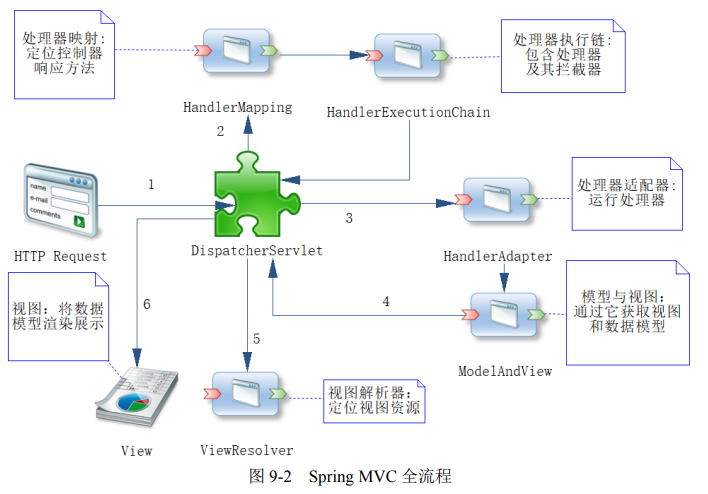 处理器映射:
定位控制器
响应方法
处理器执行链:
包含处理器
及其拦截器
HandlerMapping
HandlerExecutionChain
2
1
name
e-mail
comments
3
处理器适配器:
运行处理器
HTTP Request
DispatcherServlet
HandlerAdapter
视图: 将数据
模型渲染展示
6
5
4
模型与视图:
通过它获取视图
和数据模型
ModelAndView
视图解析器:
定位视图资源
View
ViewResolver
图 9-2 Spring MVC 全流程